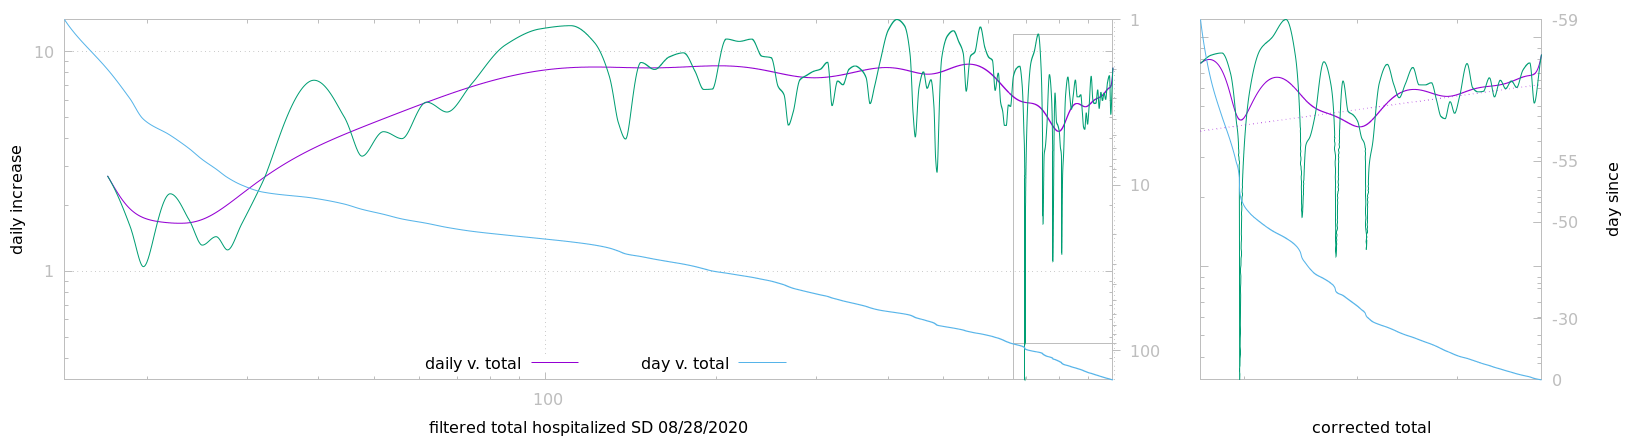 10
1
daily increase
daily v. total
day v. total
100
filtered total hospitalized SD 08/28/2020
1
10
100
-59
-55
-50
-30
0
day since
corrected total